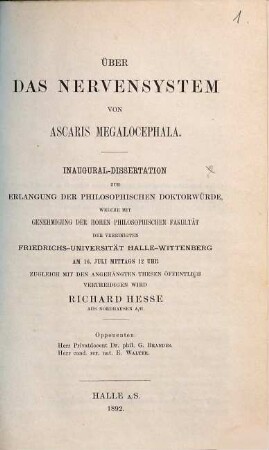 1.
ÜBER
DAS NERVENSYSTEM
VON
ASCARIS MEGALOCEPHALA.
INAUGURAL-DISSERTATION
ZUR
ERLANGUNG DER PHILOSOPHISCHEN DOKTORWÜRDE,
WELCHE MIT
GENEHMIGUNG DER HOHEN PHILOSOPHISCHEN FAKULTÄT
DER VEREINIGTEN
FRIEDRICHS-UNIVERSITÄT HALLE-WITTENBERG
AM 16. JULI MITTAGS 12 UHR
ZUGLEICH MIT DEN ANGEHÄNGTEN THESEN ÖFFENTLICH
VERTHEIDIGEN WIRD
RICHARD HESSE
AUS NORDHAUSEN A/H.
Opponenten:
Herr Privatdocent Dr. phil. G. BRANDES.
Herr cand. rer. nat. E. WALTER.
HALLE A/S.
1892.